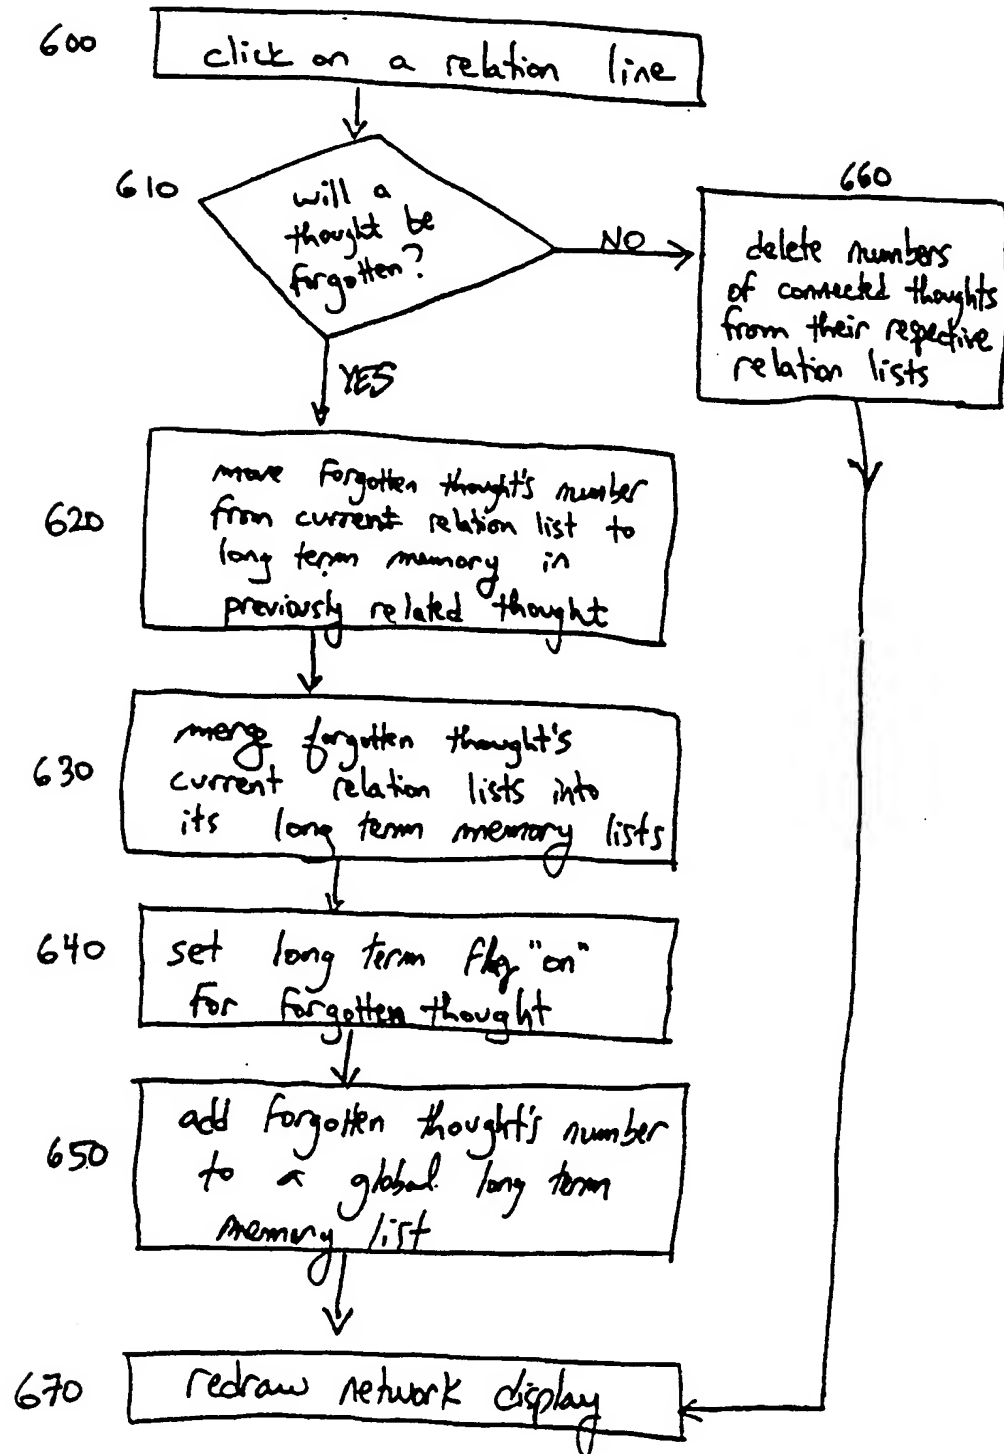 600
click on a relation line
610
will a
thought be
forgotten?
NO
660
delete numbers
of connected thoughts
from their respective
relation lists
YES
620
move forgotten thought's number
from current relation list to
long term memory in
previously related thought
630
merge forgotten thought's
current relation lists into
its long term memory lists
640
set long term flag "on"
for forgotten thought
650
add forgotten thought's number
to a global long term
memory list
670
redraw network display